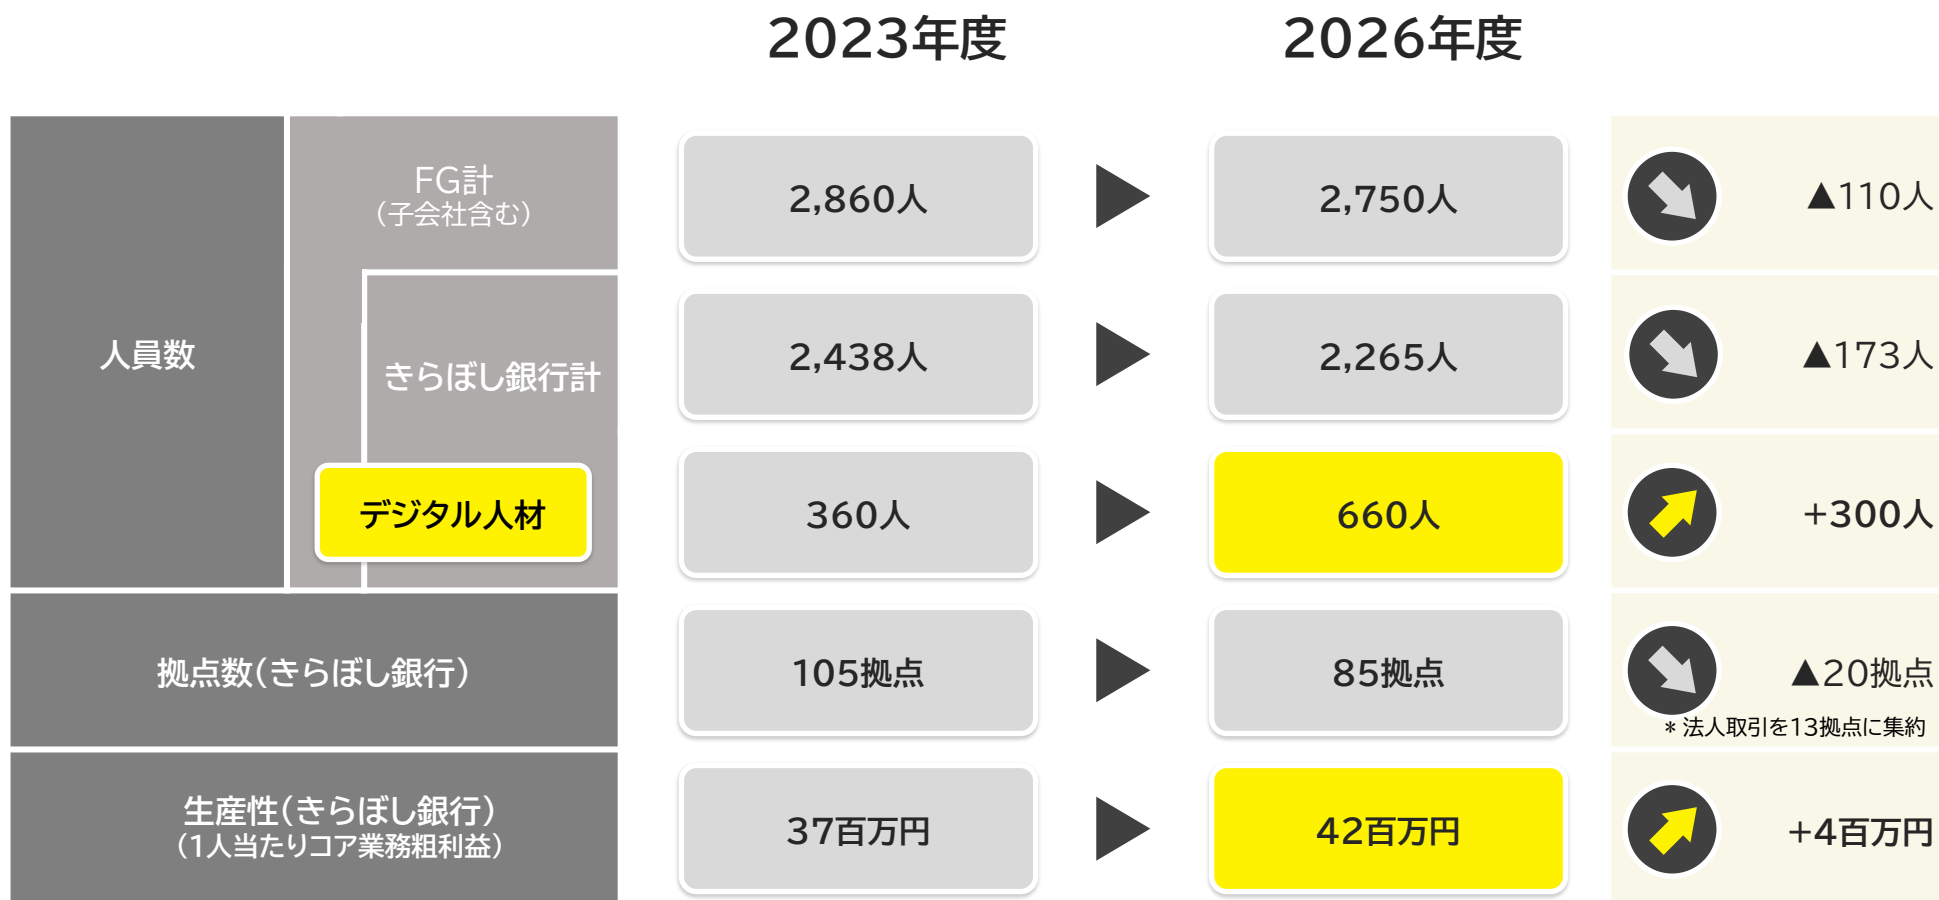 2023年度
2026年度
人員数
FG計
（子会社含む）
2,860人
2,750人
▲110人
きらぼし銀行計
2,438人
2,265人
▲173人
デジタル人材
360人
660人
+300人
拠点数（きらぼし銀行）
105拠点
85拠点
▲20拠点
＊法人取引を13拠点に集約
生産性（きらぼし銀行）
（1人当たりコア業務粗利益）
37百万円
42百万円
+4百万円